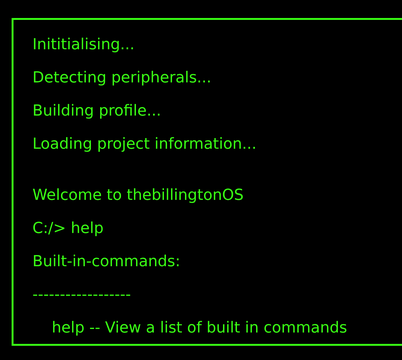 Inititialising...
Detecting peripherals...
Building profile...
Loading project information...
Welcome to thebillingtonOS
C:/> help
Built-in-commands:
------------------
help -- View a list of built in commands